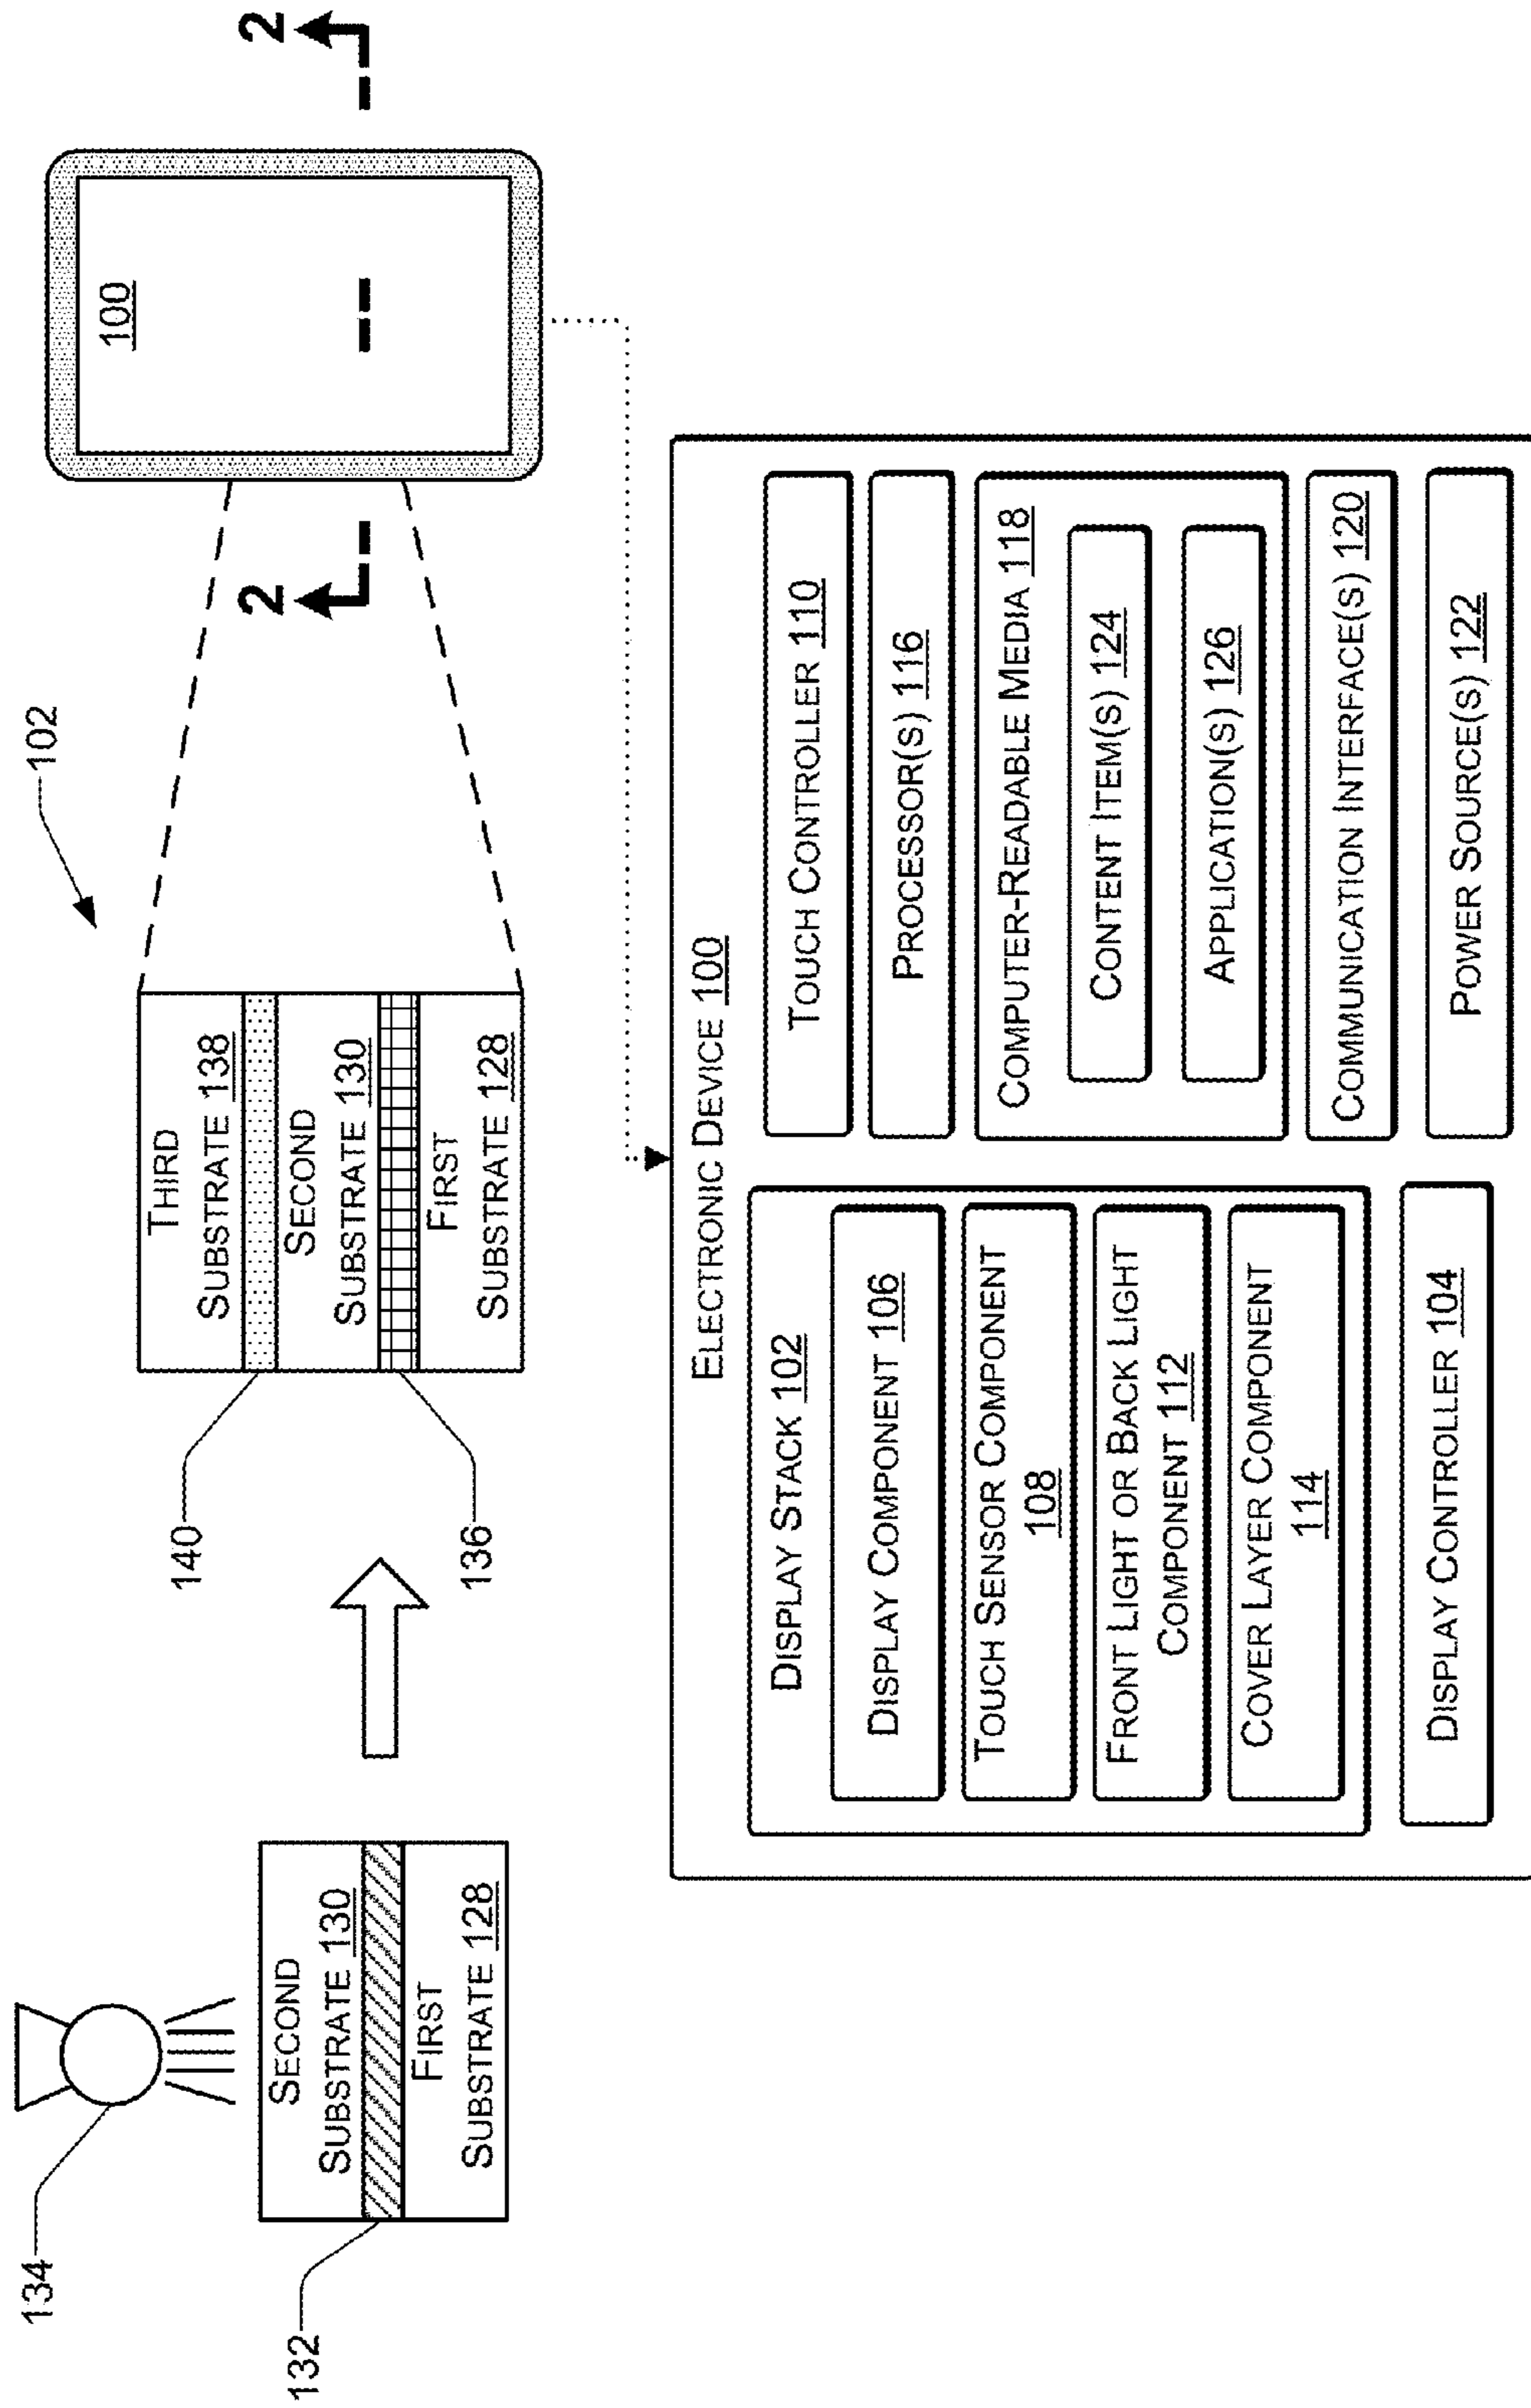 134
132
SECOND
SUBSTRATE 130
FIRST
SUBSTRATE 128
140
136
THIRD
SUBSTRATE 138
SECOND
SUBSTRATE 130
FIRST
SUBSTRATE 128
102
2
2
100
ELECTRONIC DEVICE 100
DISPLAY STACK 102
DISPLAY COMPONENT 106
TOUCH SENSOR COMPONENT
108
FRONT LIGHT OR BACK LIGHT
COMPONENT 112
COVER LAYER COMPONENT
114
DISPLAY CONTROLLER 104
TOUCH CONTROLLER 110
PROCESSOR(S) 116
COMPUTER-READABLE MEDIA 118
CONTENT ITEM(S) 124
APPLICATION(S) 126
COMMUNICATION INTERFACE(S) 120
POWER SOURCE(S) 122